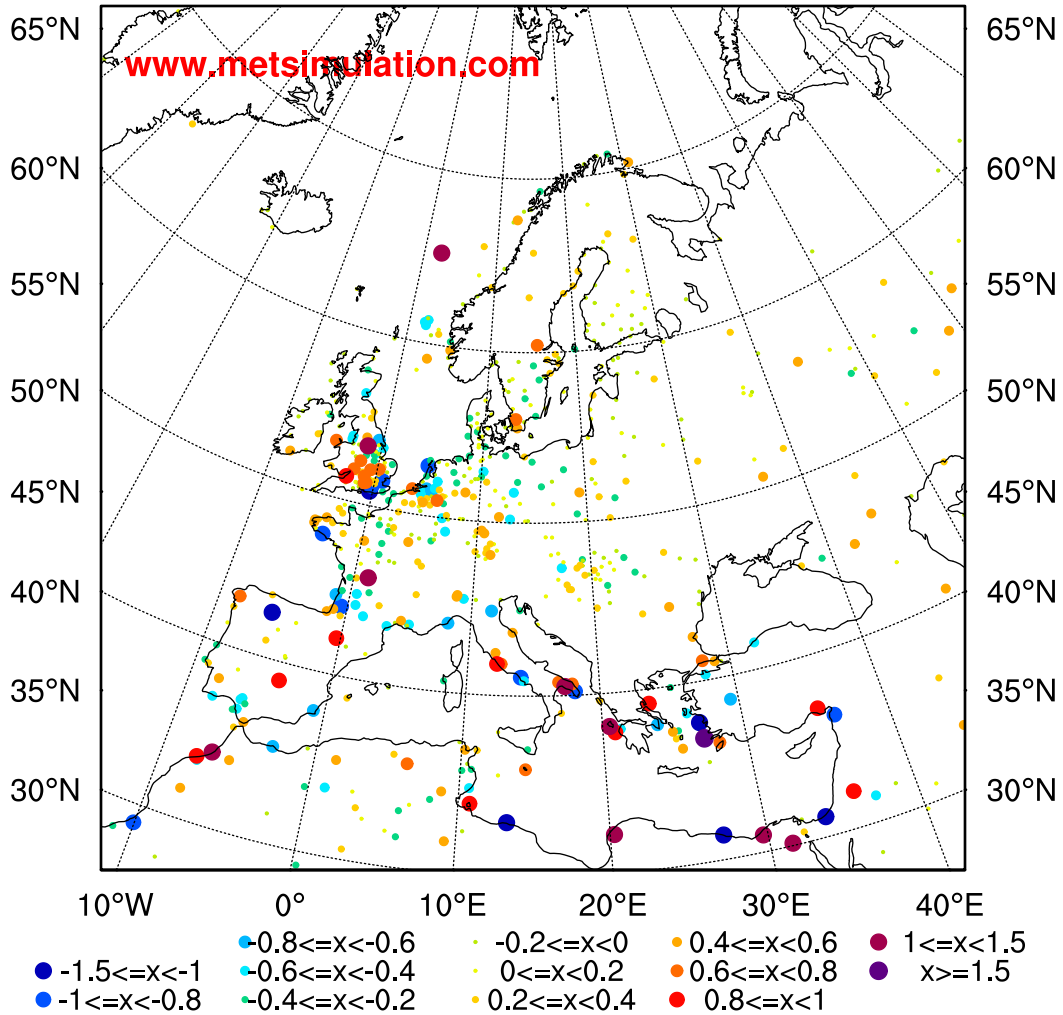 65°N 65°N
www.metsimulation.com
60°N 60°N
55°N 55°N
50°N 50°N
45°N 45°N
40°N 40°N
35°N 35°N
30°N 30°N
10°W 0° 10°E 20°E 30°E 40°E
-0.8<=x<-0.6 -0.2<=x<0 0.4<=x<0.6 1<=x<1.5
-1.5<=x<-1 -0.6<=x<-0.4 0<=x<0.2 0.6<=x<0.8 x>=1.5
-1<=x<-0.8 -0.4<=x<-0.2 0.2<=x<0.4 0.8<=x<1